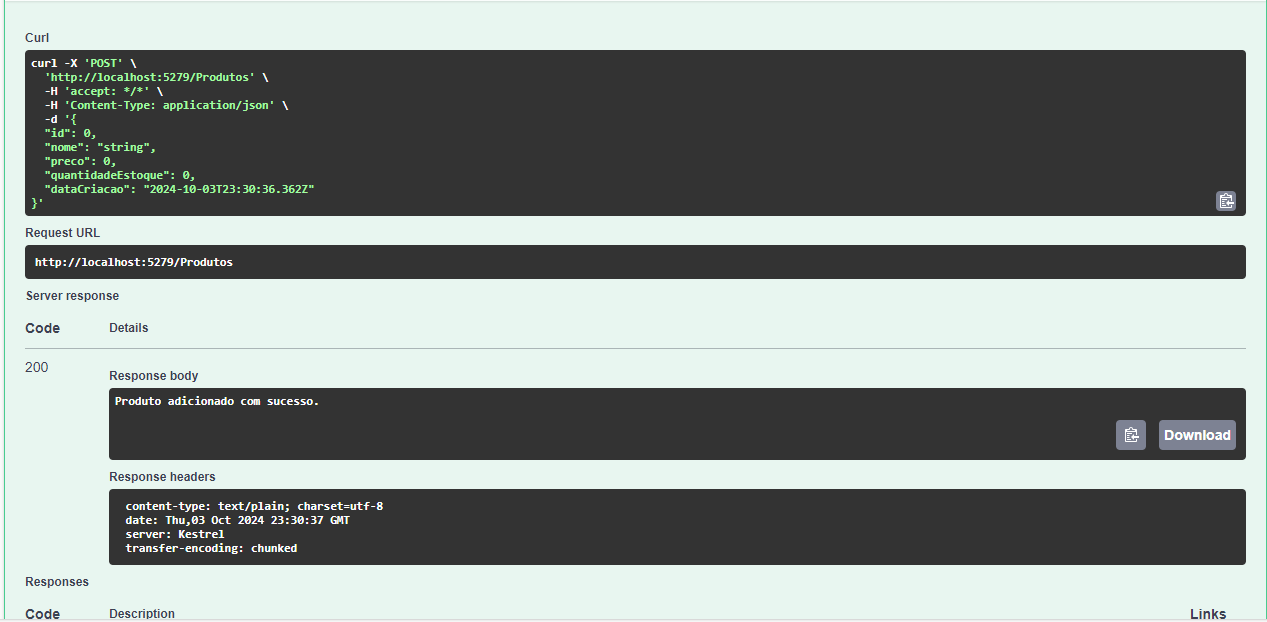 Curl
curl -X 'POST' \
'http://localhost:5279/Produtos' \
-H 'accept: */*' \
-H 'Content-Type: application/json' \
-d '{
"id": 0,
"nome": "string",
"preco": 0,
"quantidadeEstoque": 0,
"dataCriacao": "2024-10-03T23:30:36.362Z"
}'
Request URL
http://localhost:5279/Produtos
Server response
Code Details
200
Response body
Produto adicionado com sucesso.
Download
Response headers
content-type: text/plain; charset=utf-8
date: Thu,03 Oct 2024 23:30:37 GMT
server: Kestrel
transfer-encoding: chunked
Responses
Code Description Links